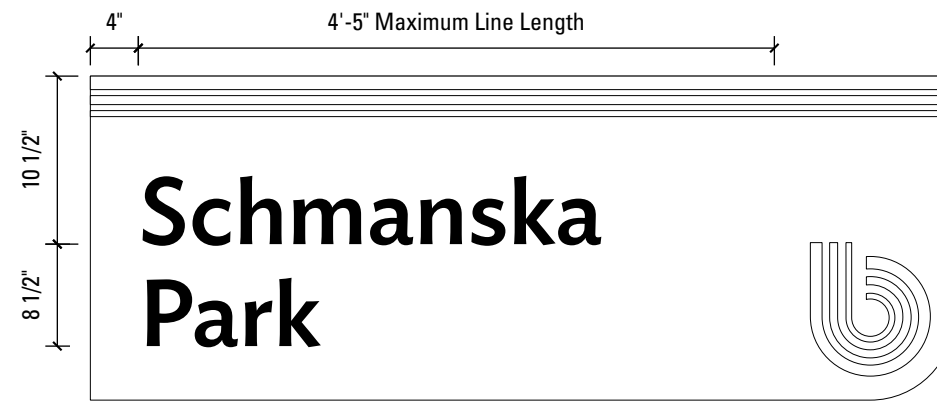 4" 4'-5" Maximum Line Length
10 1/2"
Schmanska
8 1/2"
Park